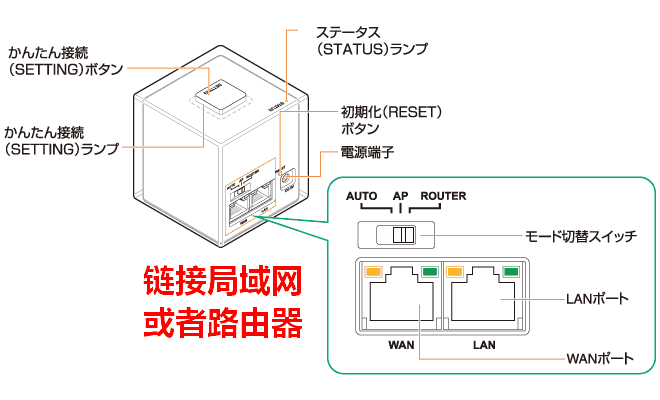 ステータス
（STATUS）ランプ
かんたん接続
（SETTING）ボタン
初期化（RESET）
ボタン
かんたん接続
（SETTING）ランプ
電源端子
AUTO AP ROUTER
モード切替スイッチ
链接局域网
或者路由器
LANポート
WAN LAN
WANポート